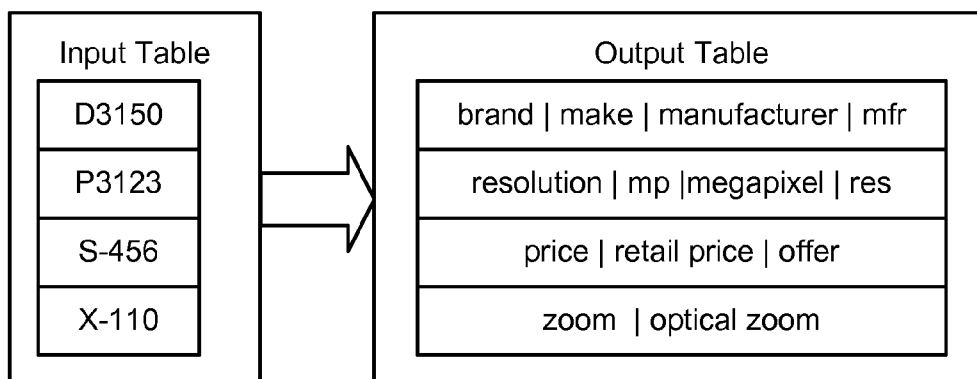 Input Table
D3150
P3123
S-456
X-110
Output Table
brand | make | manufacturer | mfr
resolution | mp |megapixel | res
price | retail price | offer
zoom | optical zoom